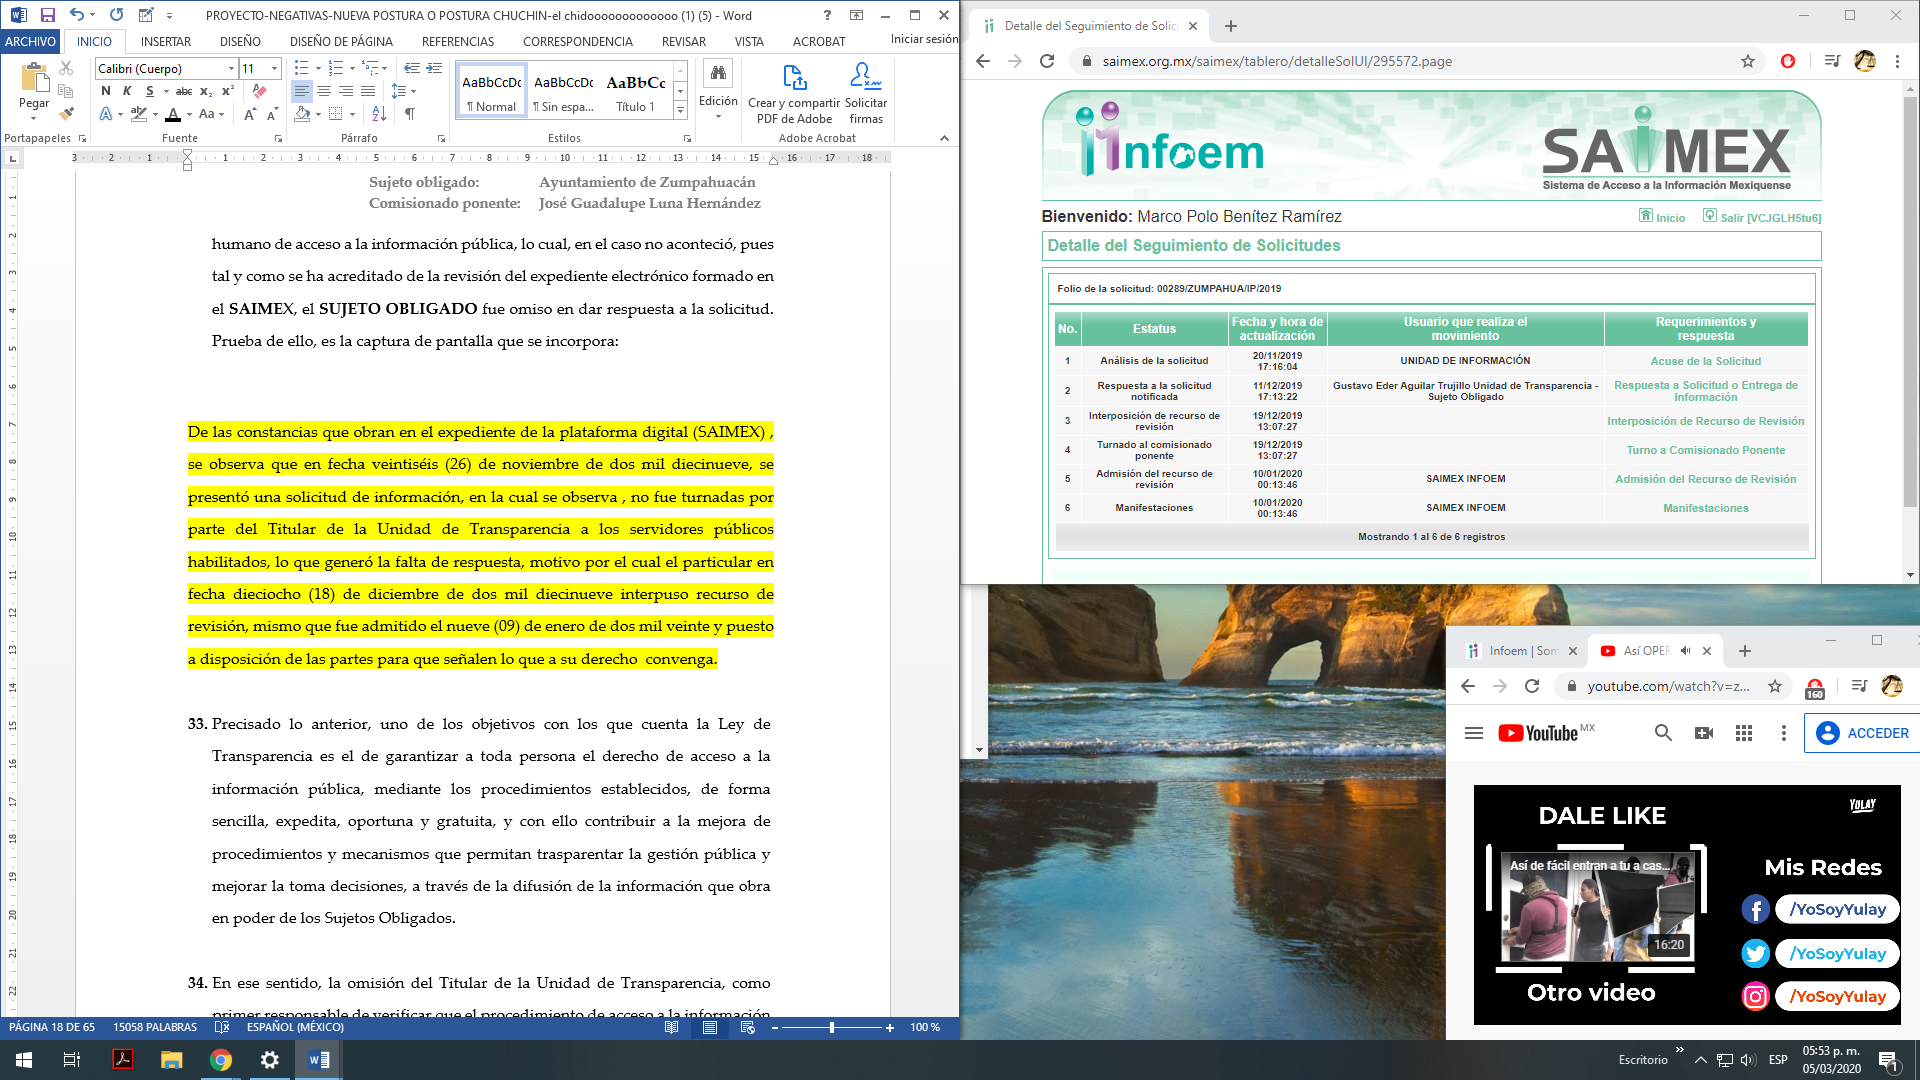 PROYECTO-NEGATIVAS-NUEVA POSTURA O POSTURA CHUCHIN-el chidooooooooooooo (1) (5) - Word
ARCHIVO INICIO INSERTAR DISEÑO DISEÑO DE PÁGINA REFERENCIAS CORRESPONDENCIA REVISAR VISTA ACROBAT Iniciar sesión
Pegar
Calibri (Cuerpo) 11
N K S abc x₂ x²
A Aa A A
AaBbCcDc AaBbCcDc AaBbCc
¶ Normal ¶ Sin espa... Título 1
Edición
Crear y compartir PDF de Adobe
Solicitar firmas
Portapapeles Fuente Párrafo Estilos Adobe Acrobat
Sujeto obligado: Ayuntamiento de Zumpahuacán
Comisionado ponente: José Guadalupe Luna Hernández
humano de acceso a la información pública, lo cual, en el caso no aconteció, pues
tal y como se ha acreditado de la revisión del expediente electrónico formado en
el SAIMEX, el SUJETO OBLIGADO fue omiso en dar respuesta a la solicitud.
Prueba de ello, es la captura de pantalla que se incorpora:
De las constancias que obran en el expediente de la plataforma digital (SAIMEX) ,
se observa que en fecha veintiséis (26) de noviembre de dos mil diecinueve, se
presentó una solicitud de información, en la cual se observa , no fue turnadas por
parte del Titular de la Unidad de Transparencia a los servidores públicos
habilitados, lo que generó la falta de respuesta, motivo por el cual el particular en
fecha dieciocho (18) de diciembre de dos mil diecinueve interpuso recurso de
revisión, mismo que fue admitido el nueve (09) de enero de dos mil veinte y puesto
a disposición de las partes para que señalen lo que a su derecho convenga.
33. Precisado lo anterior, uno de los objetivos con los que cuenta la Ley de
Transparencia es el de garantizar a toda persona el derecho de acceso a la
información pública, mediante los procedimientos establecidos, de forma
sencilla, expedita, oportuna y gratuita, y con ello contribuir a la mejora de
procedimientos y mecanismos que permitan trasparentar la gestión pública y
mejorar la toma decisiones, a través de la difusión de la información que obra
en poder de los Sujetos Obligados.
34. En ese sentido, la omisión del Titular de la Unidad de Transparencia, como
primer responsable de verificar que el procedimiento de acceso a la información
PÁGINA 18 DE 65 15058 PALABRAS ESPAÑOL (MÉXICO) 100 %
Detalle del Seguimiento de Solic
saimex.org.mx/saimex/tablero/detalleSolUI/295572.page
infoem
SAIMEX
Sistema de Acceso a la Información Mexiquense
Bienvenido: Marco Polo Benítez Ramírez
Inicio Salir [VCJGLH5tu6]
Detalle del Seguimiento de Solicitudes
Folio de la solicitud: 00289/ZUMPAHUA/IP/2019
No. Estatus Fecha y hora de actualización Usuario que realiza el movimiento Requerimientos y respuesta
1 Análisis de la solicitud 20/11/2019 17:16:04 UNIDAD DE INFORMACIÓN Acuse de la Solicitud
2 Respuesta a la solicitud notificada 11/12/2019 17:13:22 Gustavo Eder Aguilar Trujillo Unidad de Transparencia - Sujeto Obligado Respuesta a Solicitud o Entrega de Información
3 Interposición de recurso de revisión 19/12/2019 13:07:27 Interposición de Recurso de Revisión
4 Turnado al comisionado ponente 19/12/2019 13:07:27 Turno a Comisionado Ponente
5 Admisión del recurso de revisión 10/01/2020 00:13:46 SAIMEX INFOEM Admisión del Recurso de Revisión
6 Manifestaciones 10/01/2020 00:13:46 SAIMEX INFOEM Manifestaciones
Mostrando 1 al 6 de 6 registros
Infoem | Som Así OPER
youtube.com/watch?v=z... 160
YouTube MX ACCEDER
DALE LIKE
YULAY
Así de fácil entran a tu a cas...
16:20
Otro video
Mis Redes
/YoSoyYulay
/YoSoyYulay
/YoSoyYulay
Escritorio ESP 05:53 p. m.
05/03/2020
1